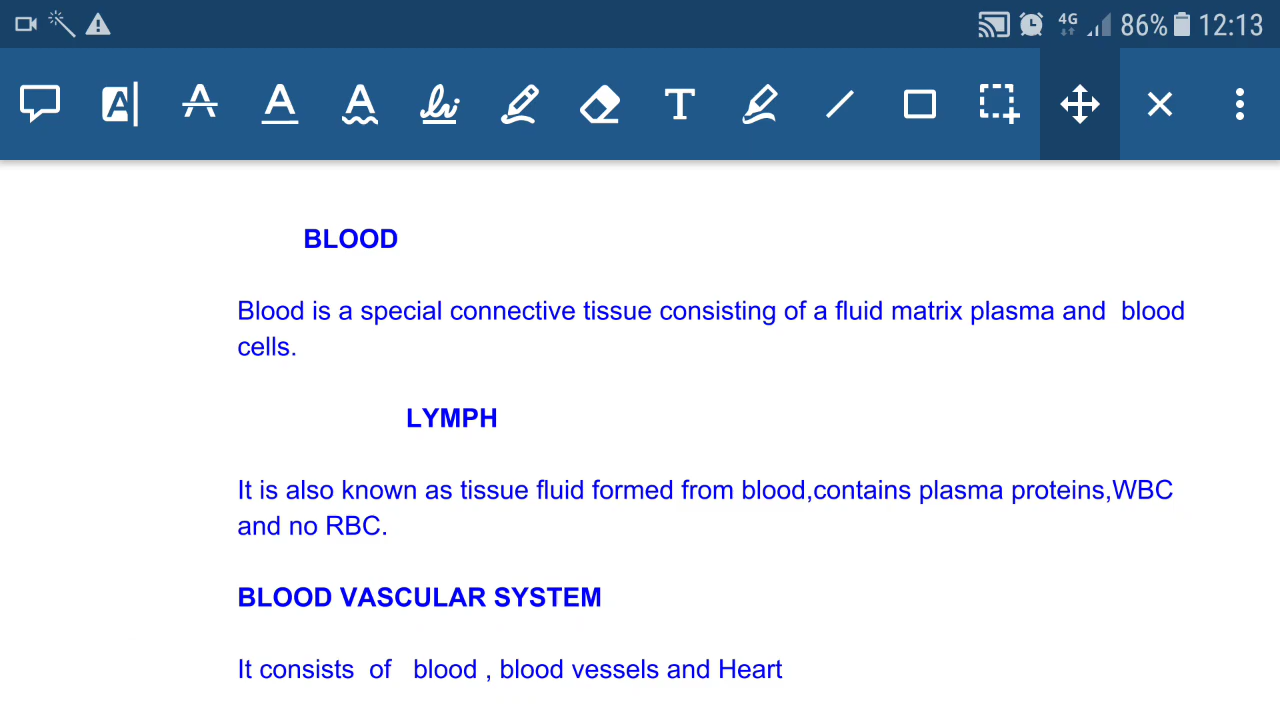 4G 86% 12:13
BLOOD
Blood is a special connective tissue consisting of a fluid matrix plasma and  blood
cells.
LYMPH
It is also known as tissue fluid formed from blood,contains plasma proteins,WBC
and no RBC.
BLOOD VASCULAR SYSTEM
It consists  of   blood , blood vessels and Heart